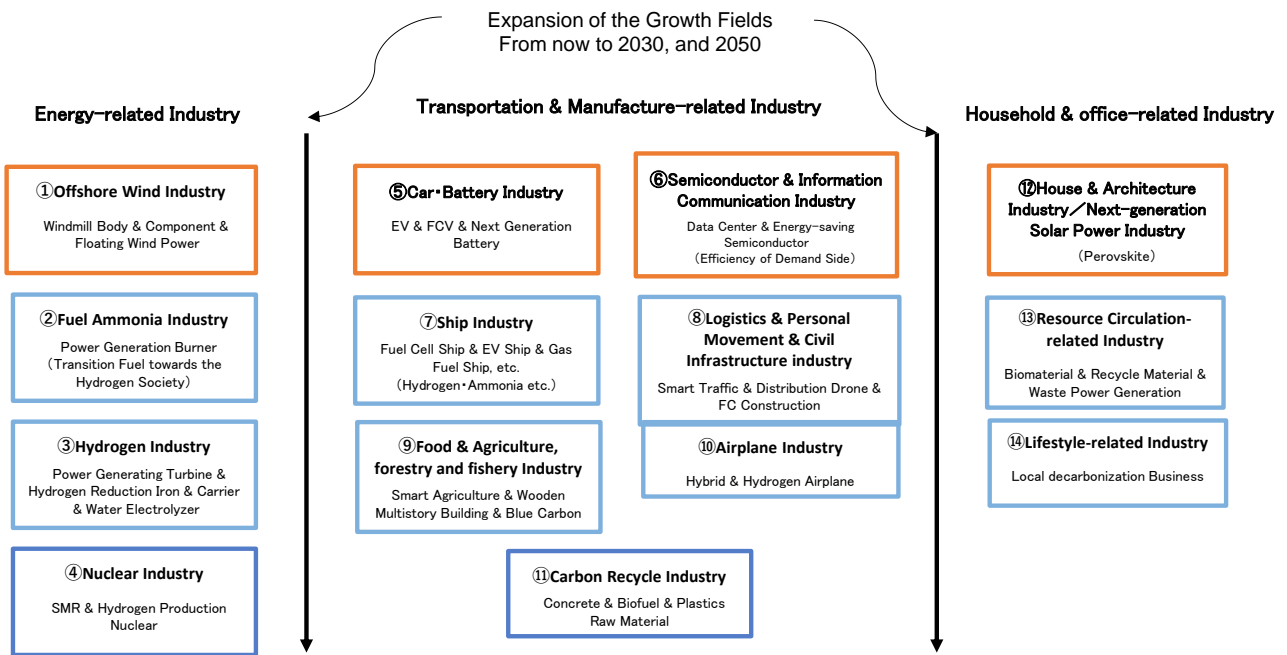 Expansion of the Growth Fields
From now to 2030, and 2050
Energy-related Industry
Transportation & Manufacture-related Industry
Household & office-related Industry
①Offshore Wind Industry
Windmill Body & Component &
Floating Wind Power
②Fuel Ammonia Industry
Power Generation Burner
(Transition Fuel towards the
Hydrogen Society)
③Hydrogen Industry
Power Generating Turbine &
Hydrogen Reduction Iron & Carrier
& Water Electrolyzer
④Nuclear Industry
SMR & Hydrogen Production
Nuclear
⑤Car・Battery Industry
EV & FCV & Next Generation
Battery
⑥Semiconductor & Information
Communication Industry
Data Center & Energy-saving
Semiconductor
(Efficiency of Demand Side)
⑦Ship Industry
Fuel Cell Ship & EV Ship & Gas
Fuel Ship, etc.
(Hydrogen・Ammonia etc.)
⑧Logistics & Personal
Movement & Civil
Infrastructure industry
Smart Traffic & Distribution Drone &
FC Construction
⑨Food & Agriculture,
forestry and fishery Industry
Smart Agriculture & Wooden
Multistory Building & Blue Carbon
⑩Airplane Industry
Hybrid & Hydrogen Airplane
⑪Carbon Recycle Industry
Concrete & Biofuel & Plastics
Raw Material
⑫House & Architecture
Industry／Next-generation
Solar Power Industry
(Perovskite)
⑬Resource Circulation-
related Industry
Biomaterial & Recycle Material &
Waste Power Generation
⑭Lifestyle-related Industry
Local decarbonization Business